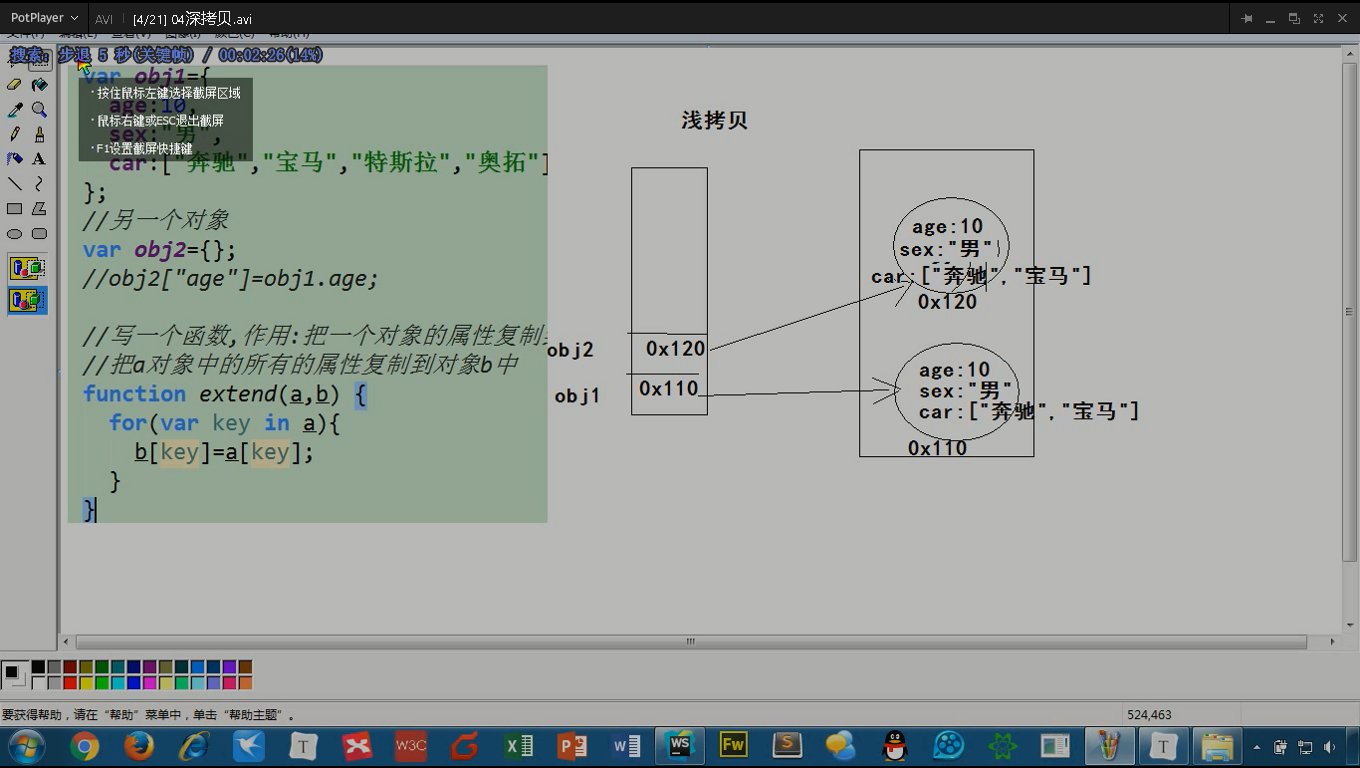 PotPlayer AVI [4/21] 04深拷贝.avi
搜索: 步退 5 秒(关键帧) / 00:02:26(14%)
var obj1={
·按住鼠标左键选择截屏区域
age:10,
·鼠标右键或ESC退出截屏
sex:"男",
·F1设置截屏快捷键
car:["奔驰","宝马","特斯拉","奥拓"]
};
//另一个对象
var obj2={};
//obj2["age"]=obj1.age;
//写一个函数,作用:把一个对象的属性复制
//把a对象中的所有的属性复制到对象b中
function extend(a,b) {
for(var key in a){
b[key]=a[key];
}
}
浅拷贝
age:10
sex:"男"
car:["奔驰","宝马"]
0x120
obj2
0x120
obj1
0x110
age:10
sex:"男"
car:["奔驰","宝马"]
0x110
要获得帮助，请在“帮助”菜单中，单击“帮助主题”。
524,463
T
W3C
WS
Fw
S
T